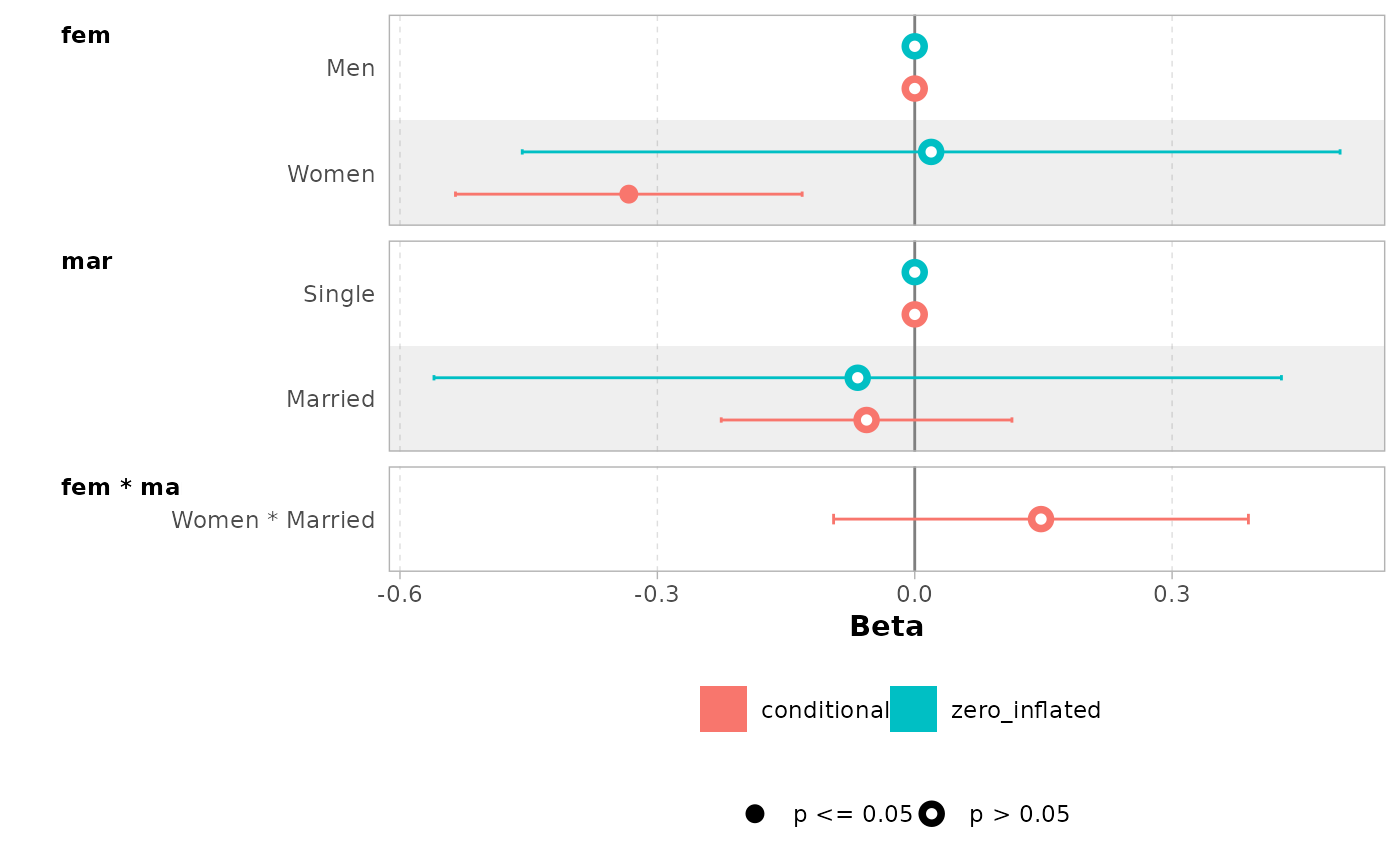 fem
Men
Women
mar
Single
Married
fem * ma
Women * Married
-0.6 -0.3 0.0 0.3
Beta
conditional zero_inflated
p <= 0.05 p > 0.05